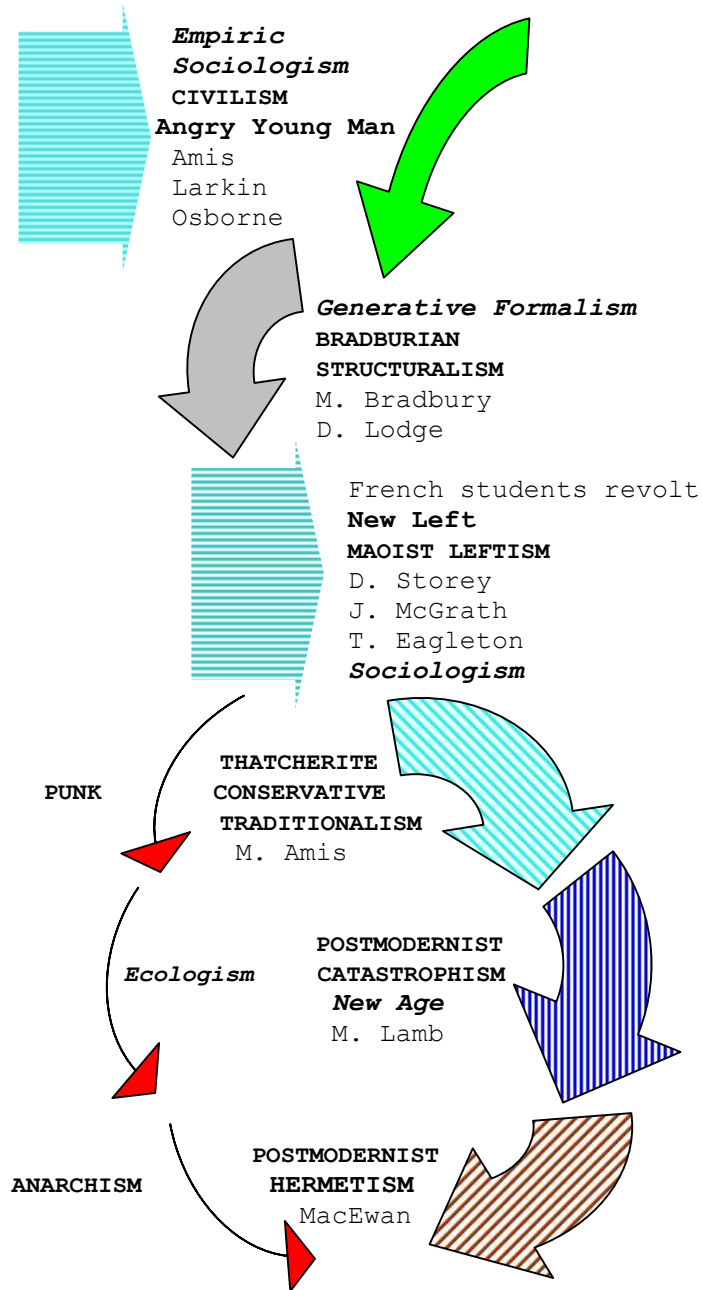 Empiric
Sociologism
CIVILISM
Angry Young Man
Amis
Larkin
Osborne
Generative Formalism
BRADBURIAN
STRUCTURALISM
M. Bradbury
D. Lodge
French students revolt
New Left
MAOIST LEFTISM
D. Storey
J. McGrath
T. Eagleton
Sociologism
THATCHERITE
PUNK
CONSERVATIVE
TRADITIONALISM
M. Amis
POSTMODERNIST
Ecologism
CATASTROPHISM
New Age
M. Lamb
POSTMODERNIST
ANARCHISM
HERMETISM
MacEwan